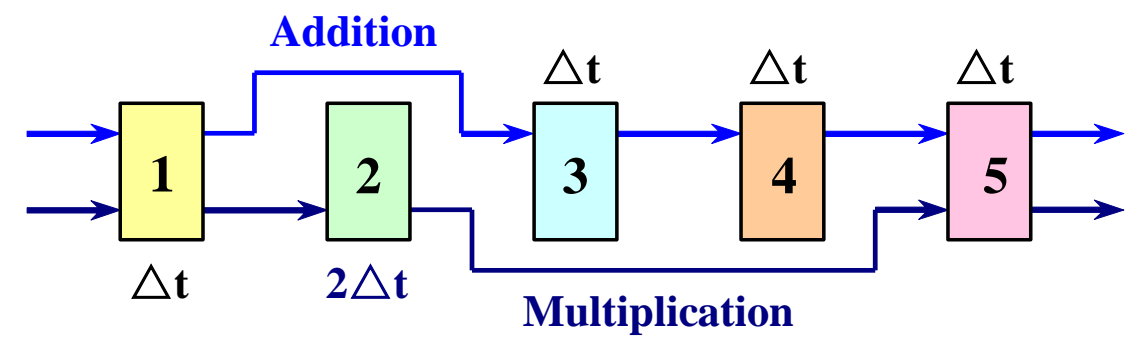 Addition
△t
△t
△t
1
2
3
4
5
△t
2△t
Multiplication